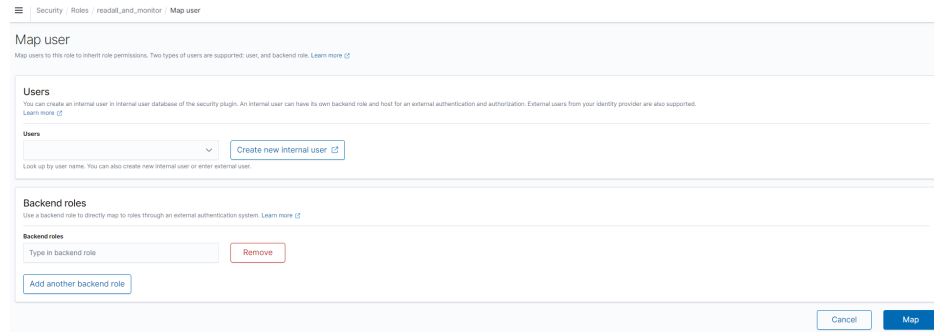 Security / Roles / readall_and_monitor / Map user
Map user
Map users to this role to inherit role permissions. Two types of users are supported: user, and backend role. Learn more
Users
You can create an internal user in internal user database of the security plugin. An internal user can have its own backend role and host for an external authentication and authorization. External users from your identity provider are also supported.
Learn more
Users
Create new internal user
Look up by user name. You can also create new internal user or enter external user.
Backend roles
Use a backend role to directly map to roles through an external authentication system. Learn more
Backend roles
Type in backend role Remove
Add another backend role
Cancel Map